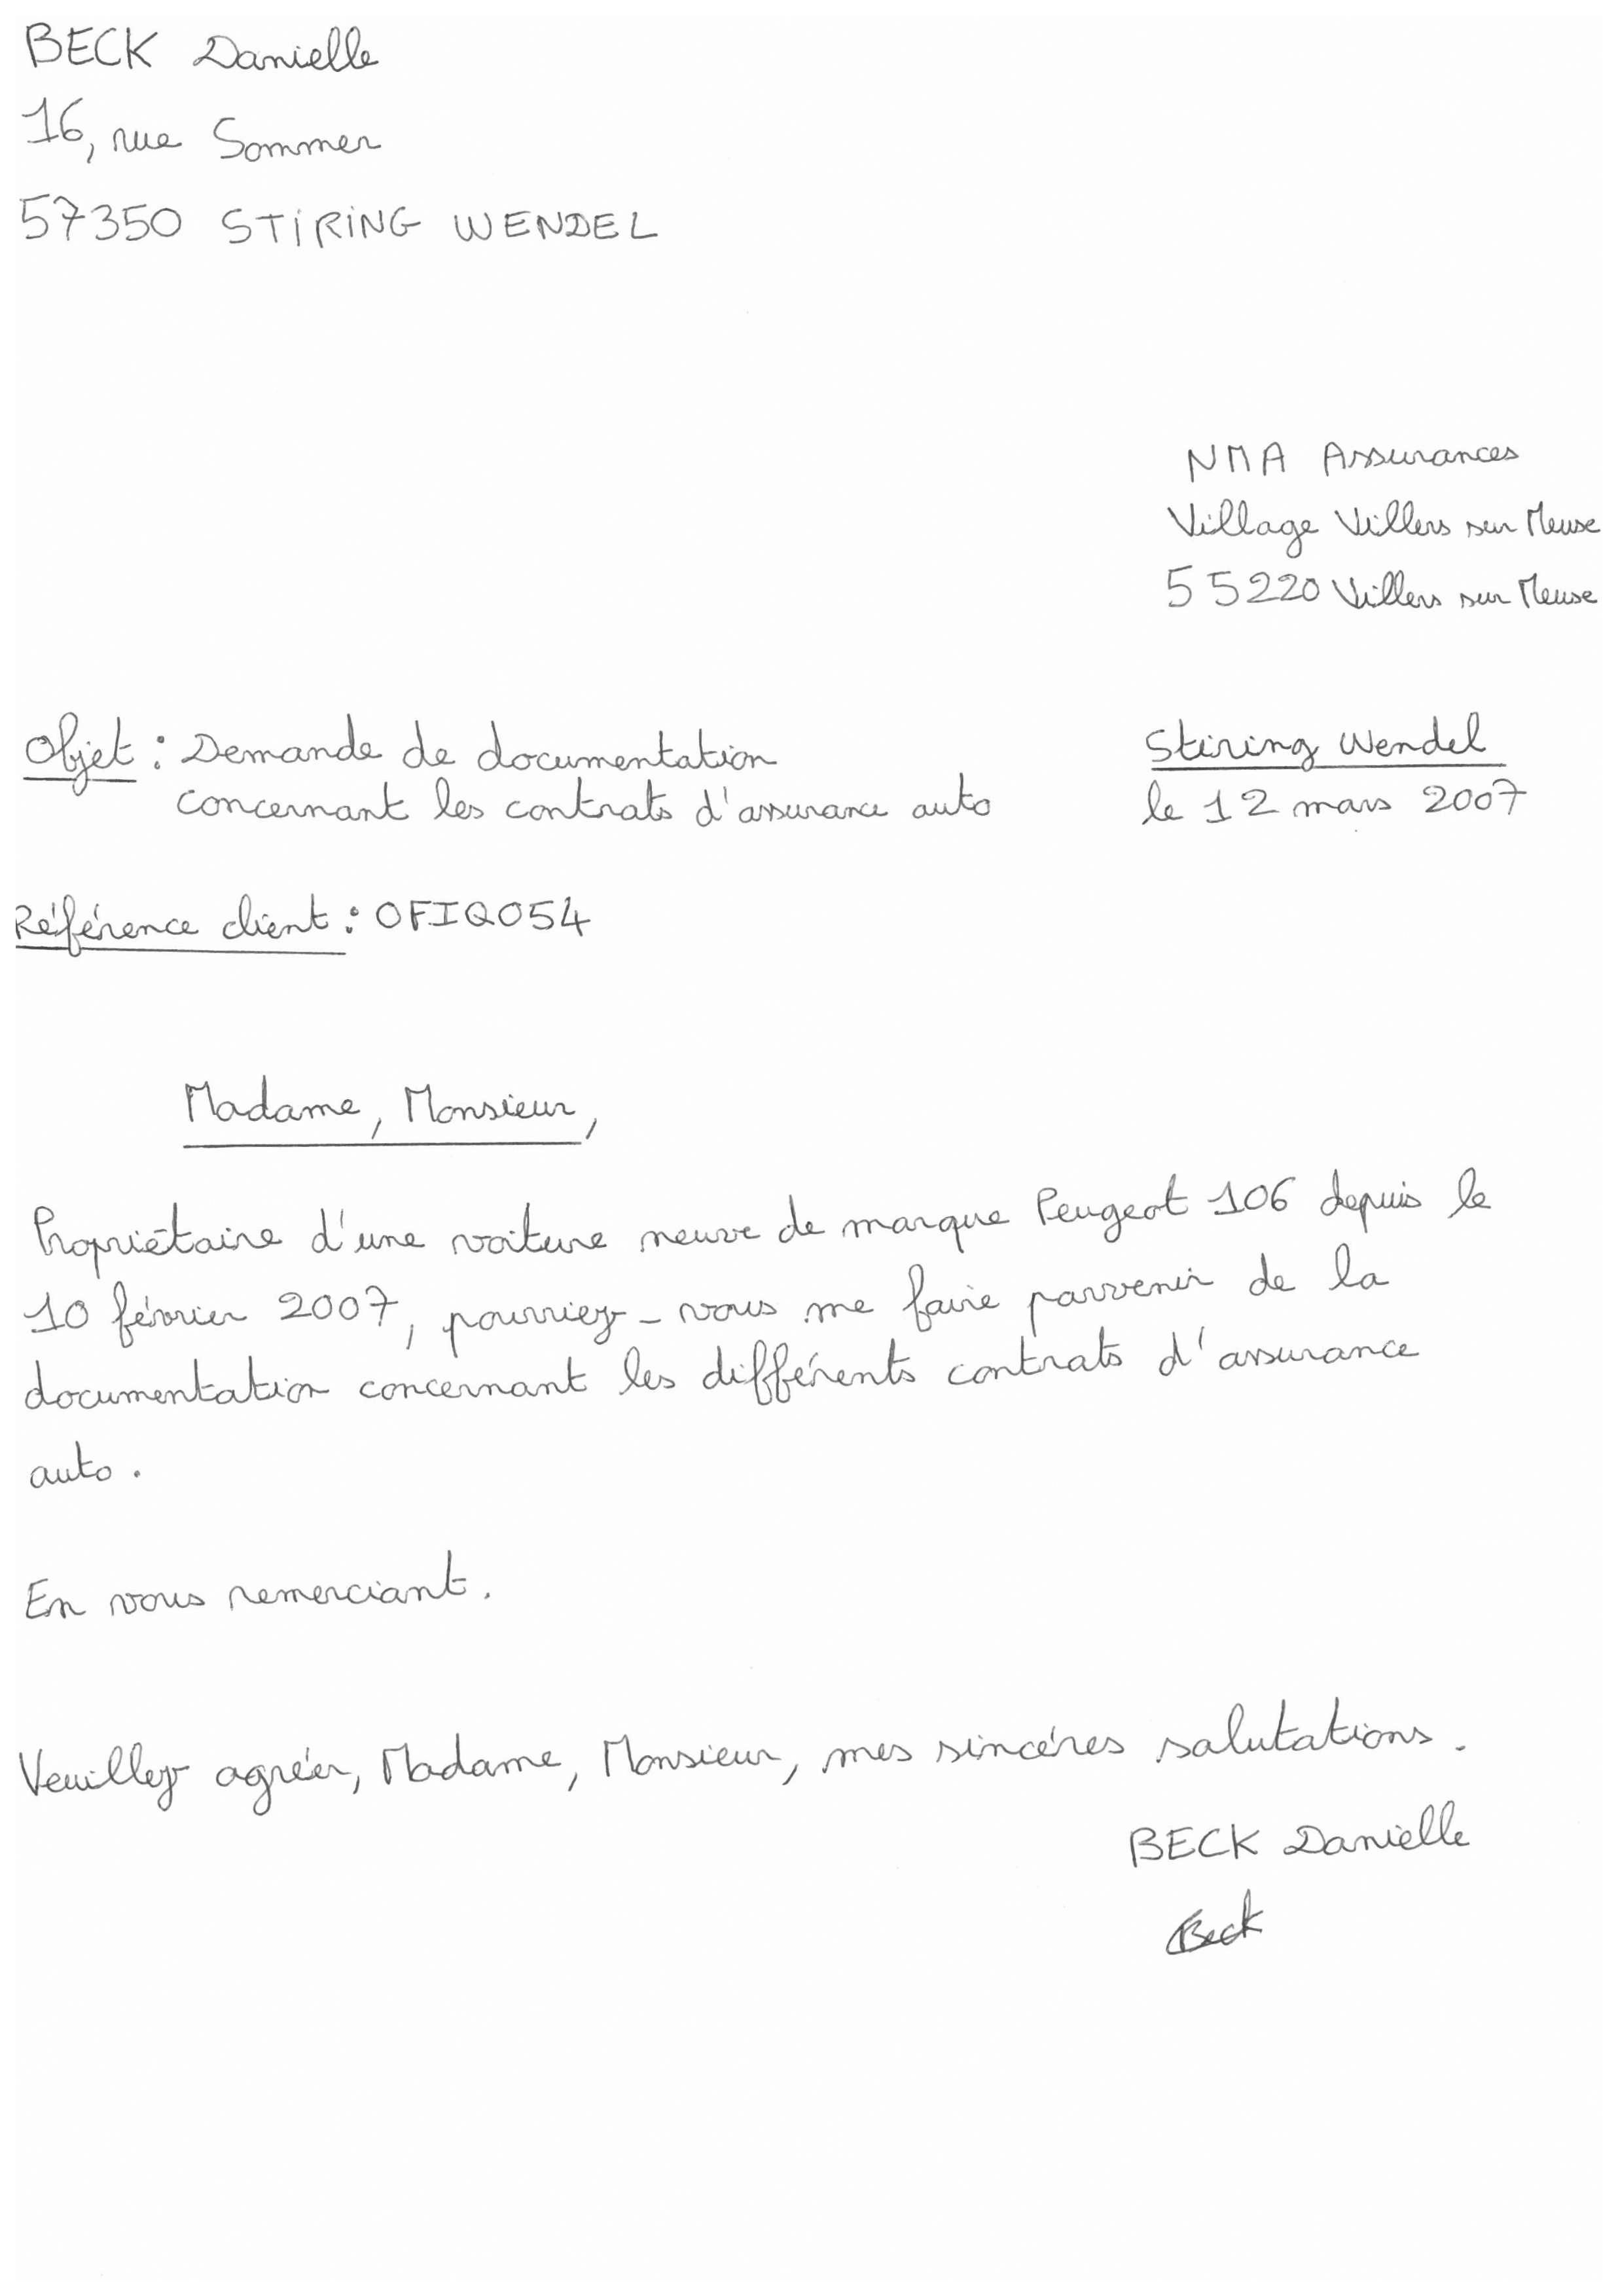 BECK Danielle
16, rue Sommer
57350 STIRING WENDEL
NMA Assurances
Village Villers sur Meuse
55220 Villers sur Meuse
Objet : Demande de documentation
concernant les contrats d'assurance auto
Stiring Wendel
le 12 mars 2007
Référence client : OFIQ054
Madame, Monsieur,
Propriétaire d'une voiture neuve de marque Peugeot 106 depuis le
10 février 2007, pourriez-vous me faire parvenir de la
documentation concernant les différents contrats d'assurance
auto.
En vous remerciant.
Veuillez agréer, Madame, Monsieur, mes sincères salutations.
BECK Danielle
Beck